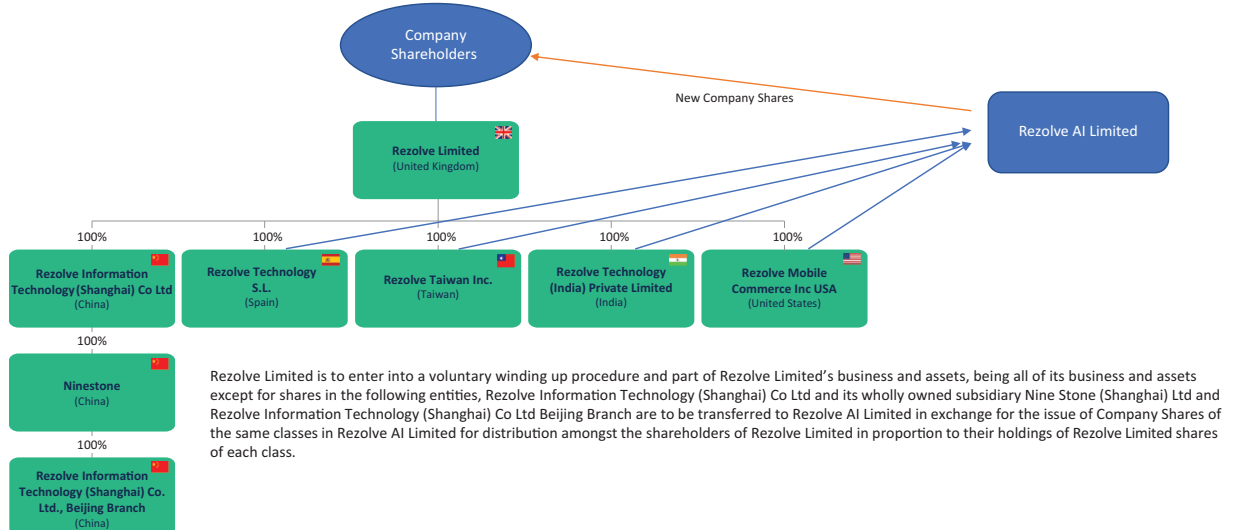 Company
Shareholders
New Company Shares
Rezolve AI Limited
Rezolve Limited
(United Kingdom)
100%
100%
100%
100%
100%
Rezolve Information
Technology (Shanghai) Co Ltd
(China)
Rezolve Technology
S.L.
(Spain)
Rezolve Taiwan Inc.
(Taiwan)
Rezolve Technology
(India) Private Limited
(India)
Rezolve Mobile
Commerce Inc USA
(United States)
100%
Ninestone
(China)
100%
Rezolve Information
Technology (Shanghai) Co.
Ltd., Beijing Branch
(China)
Rezolve Limited is to enter into a voluntary winding up procedure and part of Rezolve Limited's business and assets, being all of its business and assets
except for shares in the following entities, Rezolve Information Technology (Shanghai) Co Ltd and its wholly owned subsidiary Nine Stone (Shanghai) Ltd and
Rezolve Information Technology (Shanghai) Co Ltd Beijing Branch are to be transferred to Rezolve AI Limited in exchange for the issue of Company Shares of
the same classes in Rezolve AI Limited for distribution amongst the shareholders of Rezolve Limited in proportion to their holdings of Rezolve Limited shares
of each class.